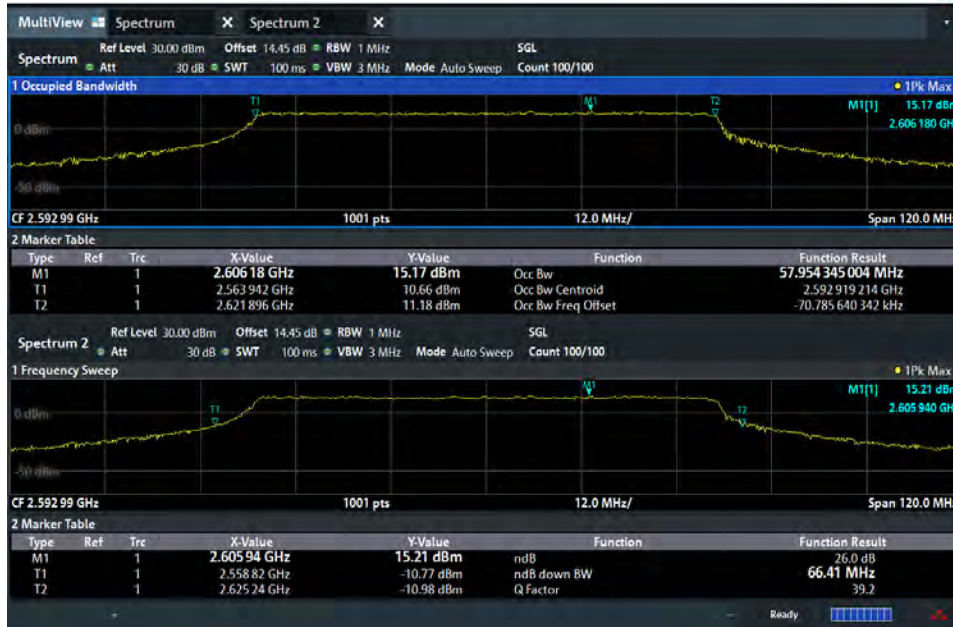 MultiView Spectrum X Spectrum 2 X
Ref Level 30.00 dBm Offset 14.45 dB RBW 1 MHz SGL
Spectrum Att 30 dB SWT 100 ms VBW 3 MHz Mode Auto Sweep Count 100/100
1 Occupied Bandwidth 1Pk Max
T1 M1 T2 M1[1] 15.17 dBm
0 dBm 2.606 180 GH
-50 dBm
CF 2.592 99 GHz 1001 pts 12.0 MHz/ Span 120.0 MH
2 Marker Table
Type Ref Trc X-Value Y-Value Function Function Result
M1 1 2.606 18 GHz 15.17 dBm Occ Bw 57.954 345 004 MHz
T1 1 2.563 942 GHz 10.66 dBm Occ Bw Centroid 2.592 919 214 GHz
T2 1 2.621 896 GHz 11.18 dBm Occ Bw Freq Offset -70.785 640 342 kHz
Ref Level 30.00 dBm Offset 14.45 dB RBW 1 MHz SGL
Spectrum 2 Att 30 dB SWT 100 ms VBW 3 MHz Mode Auto Sweep Count 100/100
1 Frequency Sweep 1Pk Max
M1 M1[1] 15.21 dBm
0 dBm T1 T2 2.605 940 GH
-50 dBm
CF 2.592 99 GHz 1001 pts 12.0 MHz/ Span 120.0 MH
2 Marker Table
Type Ref Trc X-Value Y-Value Function Function Result
M1 1 2.605 94 GHz 15.21 dBm ndB 26.0 dB
T1 1 2.558 82 GHz -10.77 dBm ndB down BW 66.41 MHz
T2 1 2.625 24 GHz -10.98 dBm Q Factor 39.2
Ready